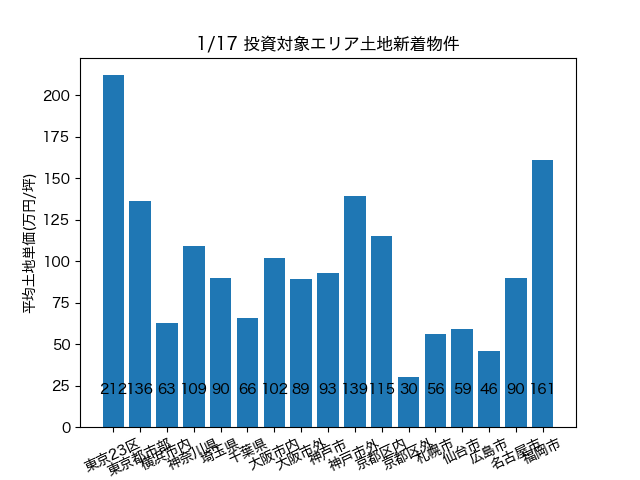 1/17 投資対象エリア土地新着物件
平均土地単価(万円/坪)
200
175
150
125
100
75
50
25
0
212 136 63 109 90 66 102 89 93 139 115 30 56 59 46 90 161
東京23区 東京都市部 横浜市内 神奈川県 埼玉県 千葉県 大阪市内 大阪市外 神戸市 神戸市外 京都区内 京都区外 札幌市 仙台市 広島市 名古屋市 福岡市